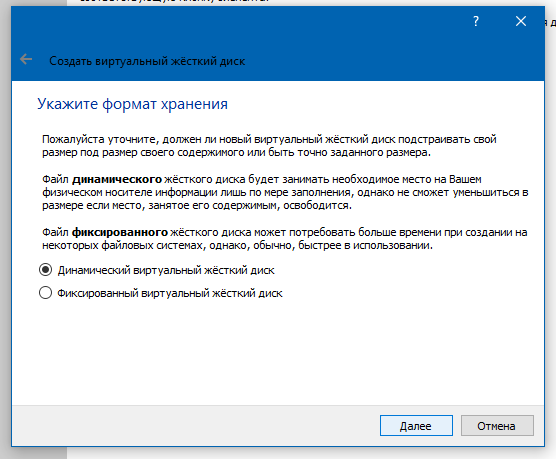 ?
Создать виртуальный жёсткий диск
Укажите формат хранения
Пожалуйста уточните, должен ли новый виртуальный жёсткий диск подстраивать свой
размер под размер своего содержимого или быть точно заданного размера.
Файл динамического жёсткого диска будет занимать необходимое место на Вашем
физическом носителе информации лишь по мере заполнения, однако не сможет уменьшиться в
размере если место, занятое его содержимым, освободится.
Файл фиксированного жёсткого диска может потребовать больше времени при создании на
некоторых файловых системах, однако, обычно, быстрее в использовании.
Динамический виртуальный жёсткий диск
Фиксированный виртуальный жёсткий диск
Далее
Отмена